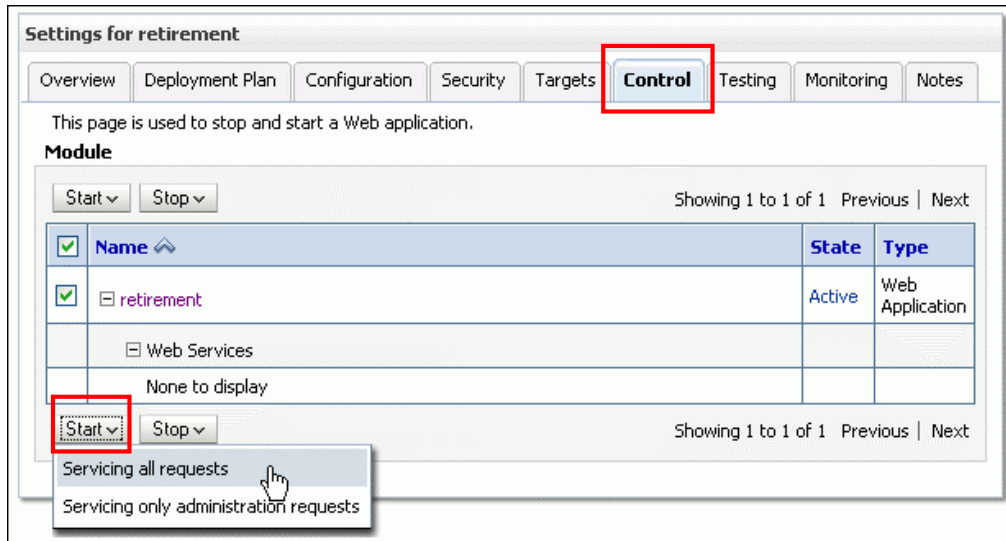 Settings for retirement
Overview Deployment Plan Configuration Security Targets Control Testing Monitoring Notes
This page is used to stop and start a Web application.
Module
Start Stop Showing 1 to 1 of 1 Previous | Next
Name State Type
retirement Active Web Application
Web Services
None to display
Start Stop Showing 1 to 1 of 1 Previous | Next
Servicing all requests
Servicing only administration requests